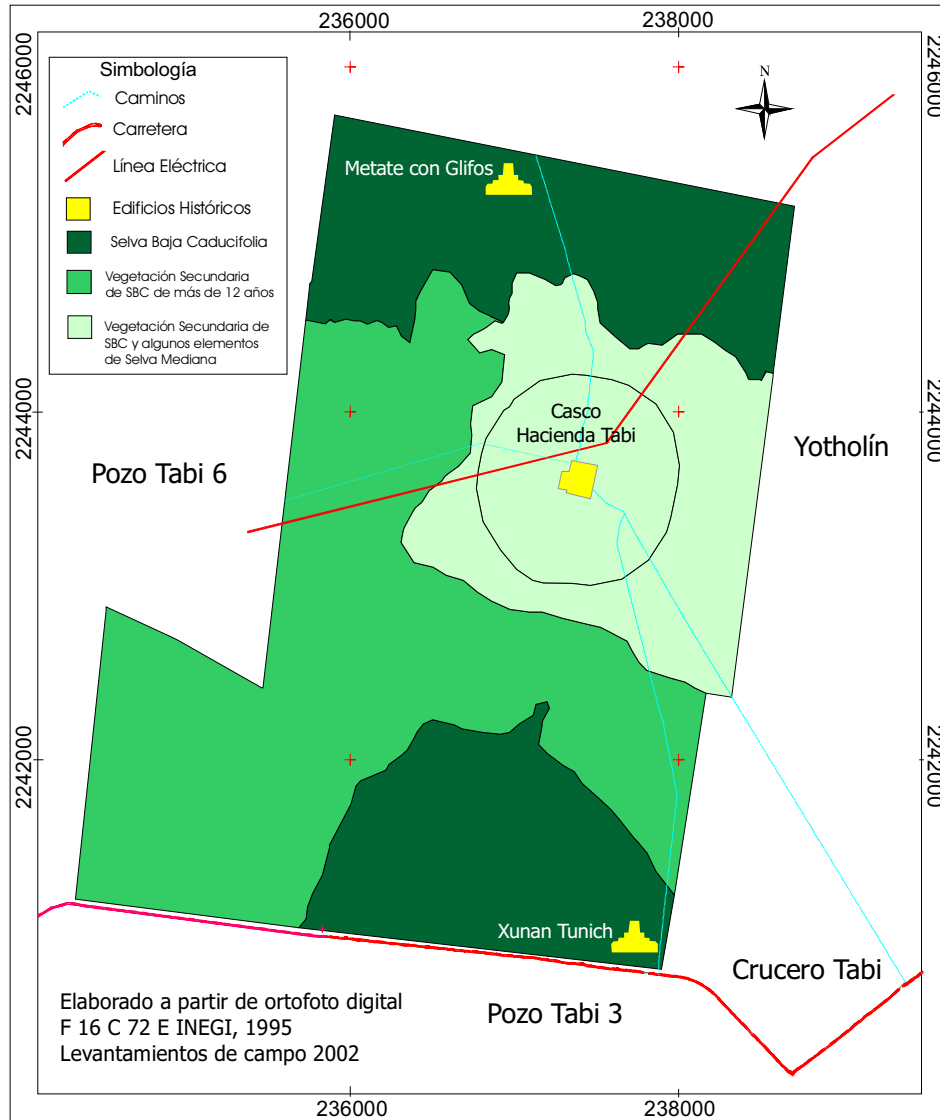 236000
238000
2246000
2246000
Simbología
Caminos
Carretera
Línea Eléctrica
Edificios Históricos
Selva Baja Caducifolia
Vegetación Secundaria
de SBC de más de 12 años
Vegetación Secundaria de
SBC y algunos elementos
de Selva Mediana
N
Metate con Glifos
2244000
2244000
Casco
Hacienda Tabi
Pozo Tabi 6
Yotholín
2242000
2242000
Xunan Tunich
Crucero Tabi
Pozo Tabi 3
Elaborado a partir de ortofoto digital
F 16 C 72 E INEGI, 1995
Levantamientos de campo 2002
236000
238000